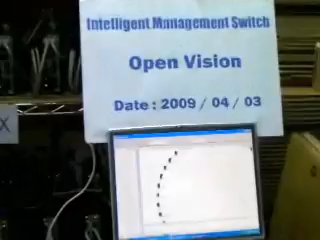 Intelligent Management Switch
Open Vision
Date : 2009 / 04 / 03
X